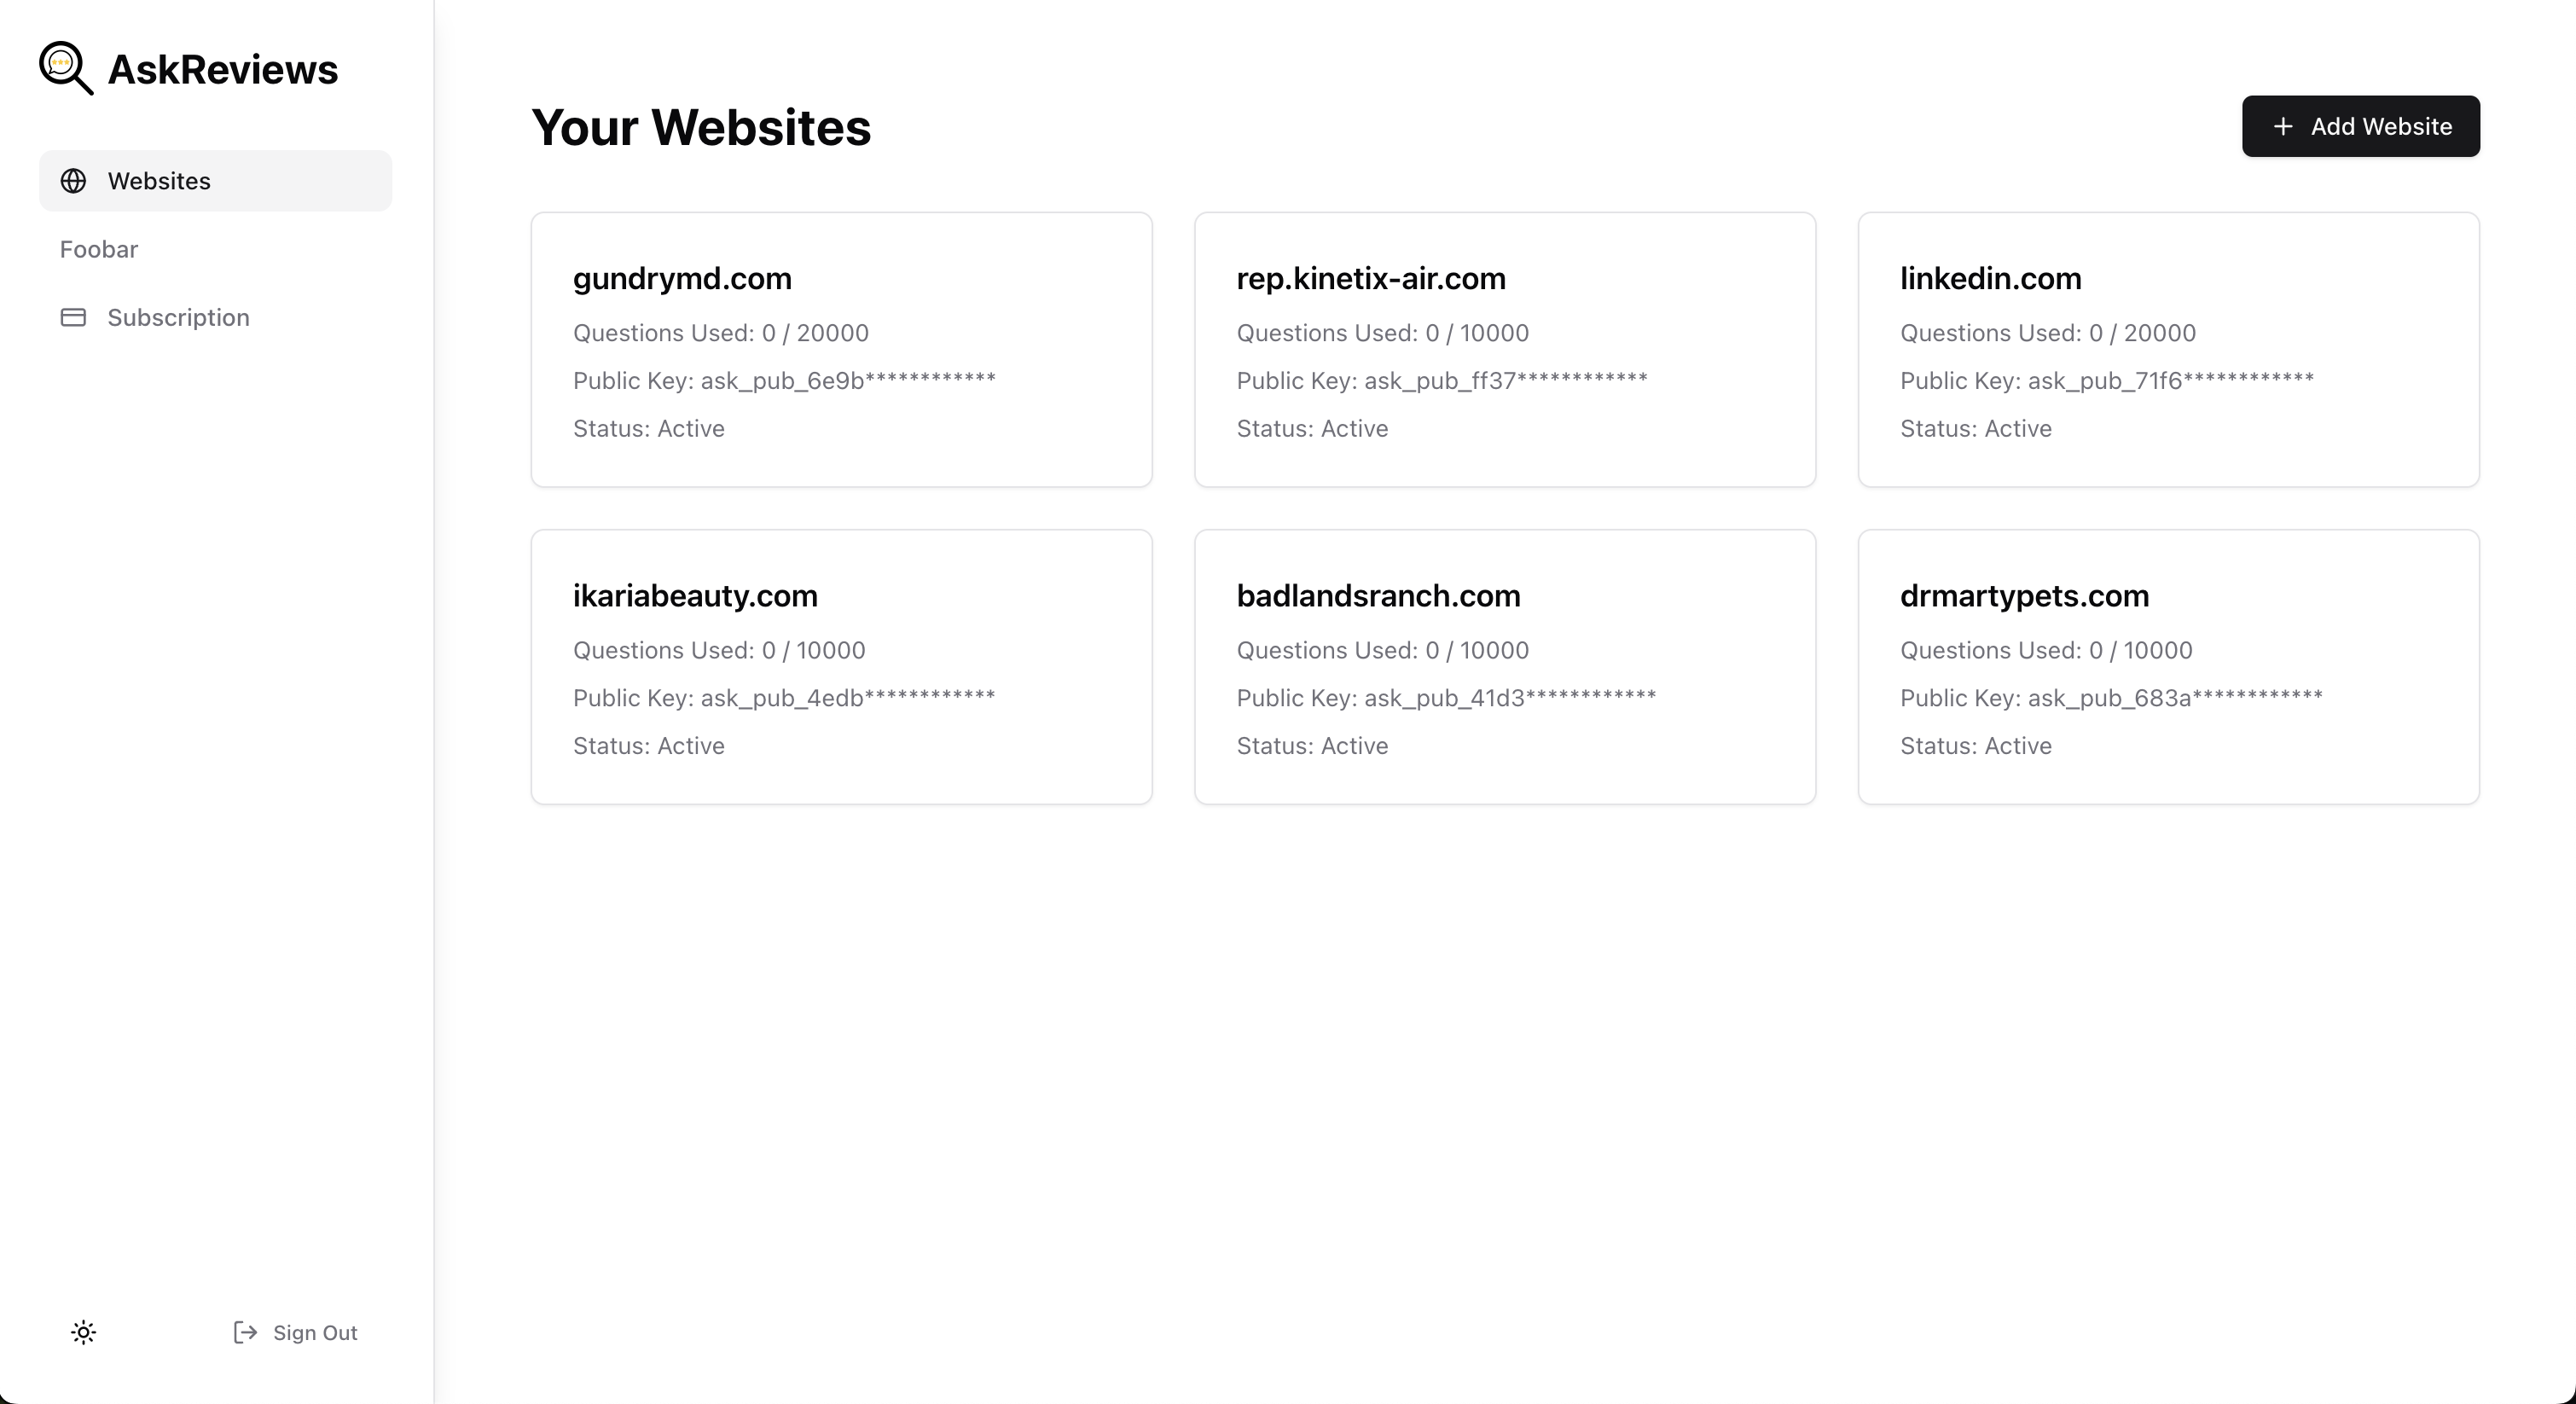 AskReviews
Websites
Foobar
Subscription
Sign Out
Your Websites
Add Website
gundrymd.com
Questions Used: 0 / 20000
Public Key: ask_pub_6e9b************
Status: Active
rep.kinetix-air.com
Questions Used: 0 / 10000
Public Key: ask_pub_ff37************
Status: Active
linkedin.com
Questions Used: 0 / 20000
Public Key: ask_pub_71f6************
Status: Active
ikariabeauty.com
Questions Used: 0 / 10000
Public Key: ask_pub_4edb************
Status: Active
badlandsranch.com
Questions Used: 0 / 10000
Public Key: ask_pub_41d3************
Status: Active
drmartypets.com
Questions Used: 0 / 10000
Public Key: ask_pub_683a************
Status: Active